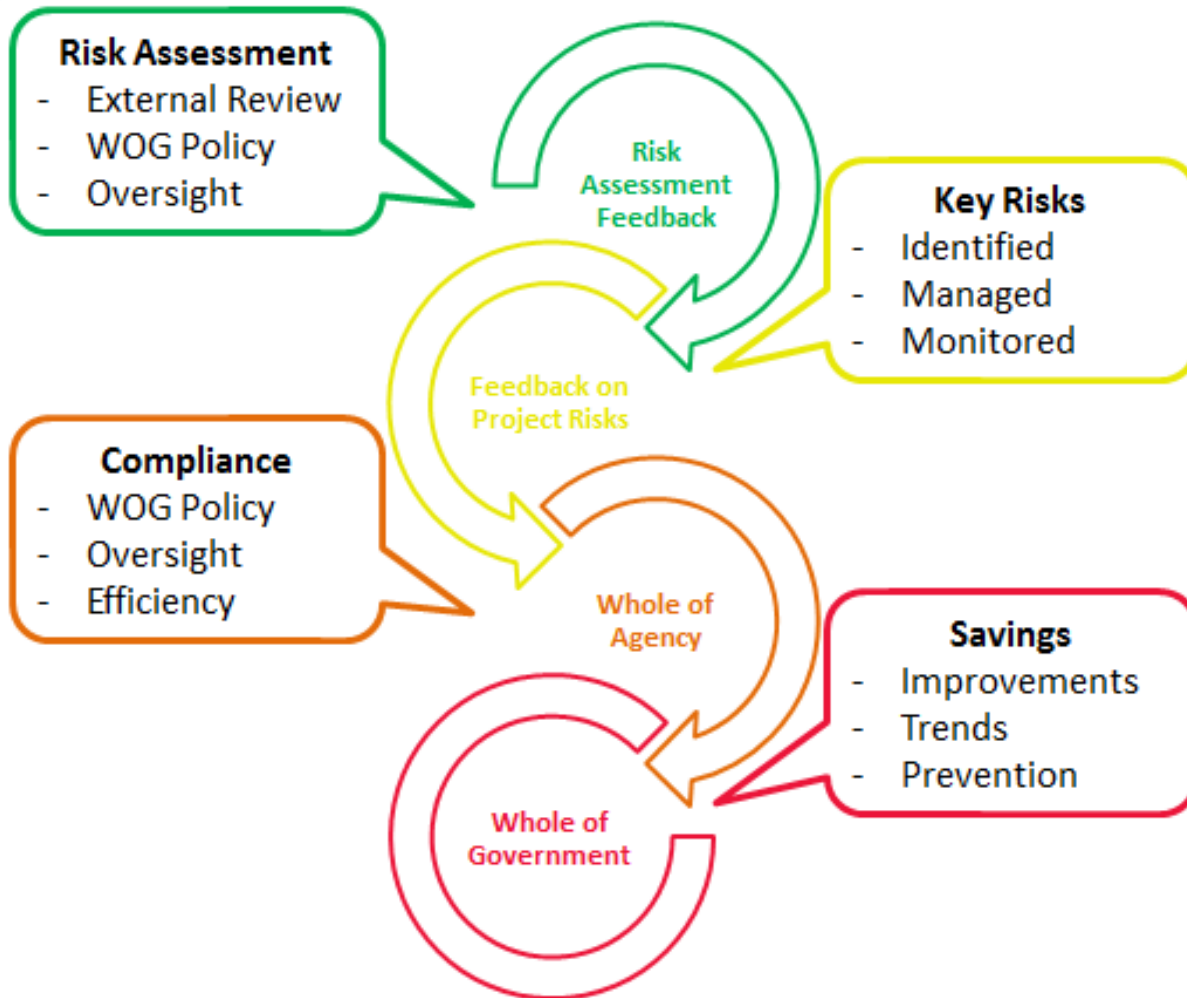 Risk Assessment
- External Review
- WOG Policy
- Oversight
Risk
Assessment
Feedback
Key Risks
- Identified
- Managed
- Monitored
Feedback on
Project Risks
Compliance
- WOG Policy
- Oversight
- Efficiency
Whole of
Agency
Savings
- Improvements
- Trends
- Prevention
Whole of
Government